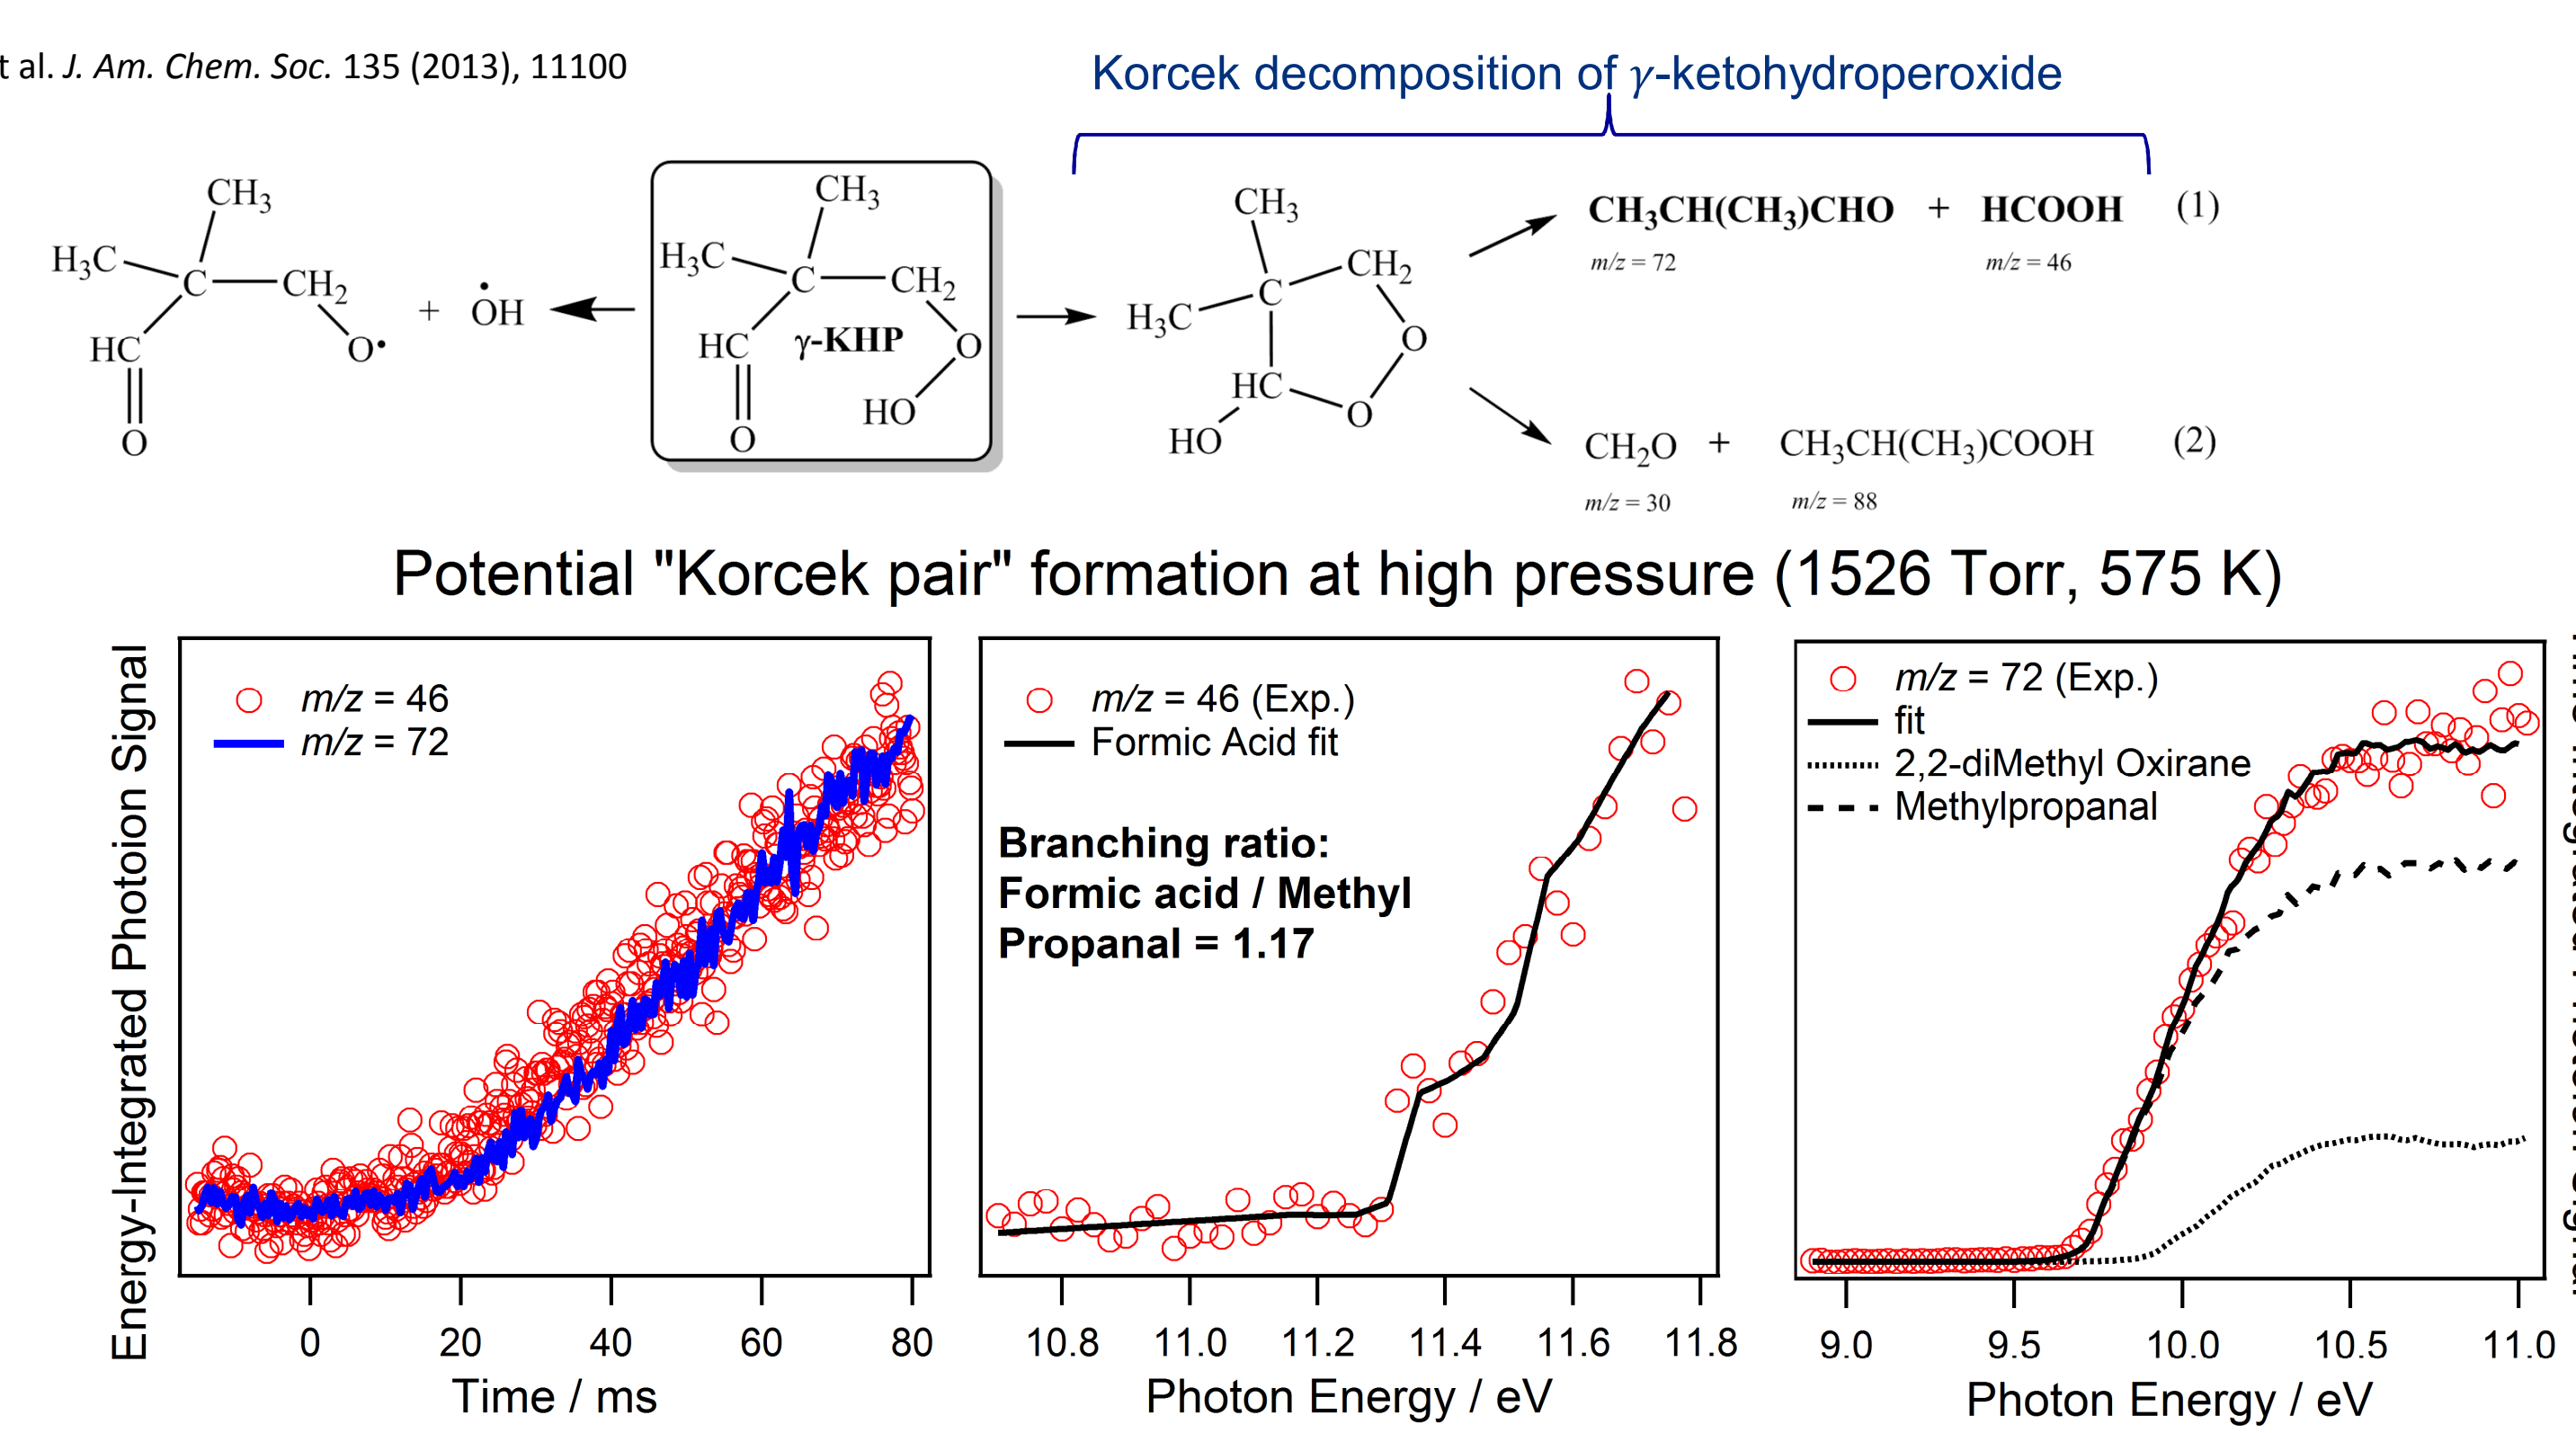 t al. J. Am. Chem. Soc. 135 (2013), 11100
Korcek decomposition of γ-ketohydroperoxide
CH3
H3C
C
CH2
HC
O•
O
+
OH
CH3
H3C
C
CH2
HC
γ-KHP
O
HO
O
CH3
H3C
C
CH2
O
HC
O
HO
CH3CH(CH3)CHO + HCOOH (1)
m/z = 72
m/z = 46
CH2O + CH3CH(CH3)COOH (2)
m/z = 30
m/z = 88
Potential "Korcek pair" formation at high pressure (1526 Torr, 575 K)
Energy-Integrated Photoion Signal
m/z = 46
m/z = 72
0 20 40 60 80
Time / ms
m/z = 46 (Exp.)
Formic Acid fit
Branching ratio:
Formic acid / Methyl
Propanal = 1.17
10.8 11.0 11.2 11.4 11.6 11.8
Photon Energy / eV
m/z = 72 (Exp.)
fit
2,2-diMethyl Oxirane
Methylpropanal
9.0 9.5 10.0 10.5 11.0
Photon Energy / eV